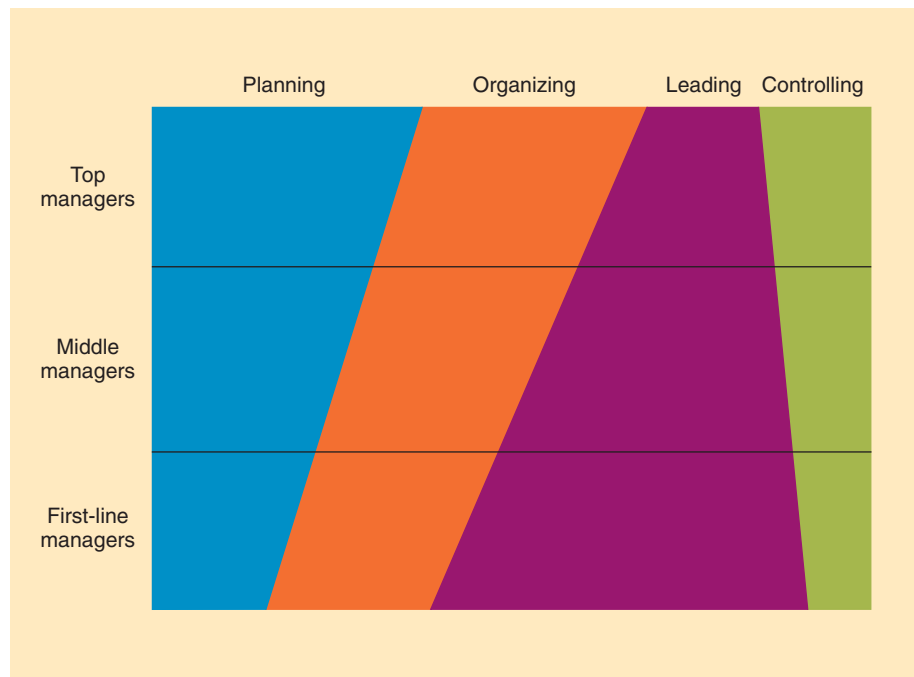 Planning Organizing Leading Controlling
Top
managers
Middle
managers
First-line
managers